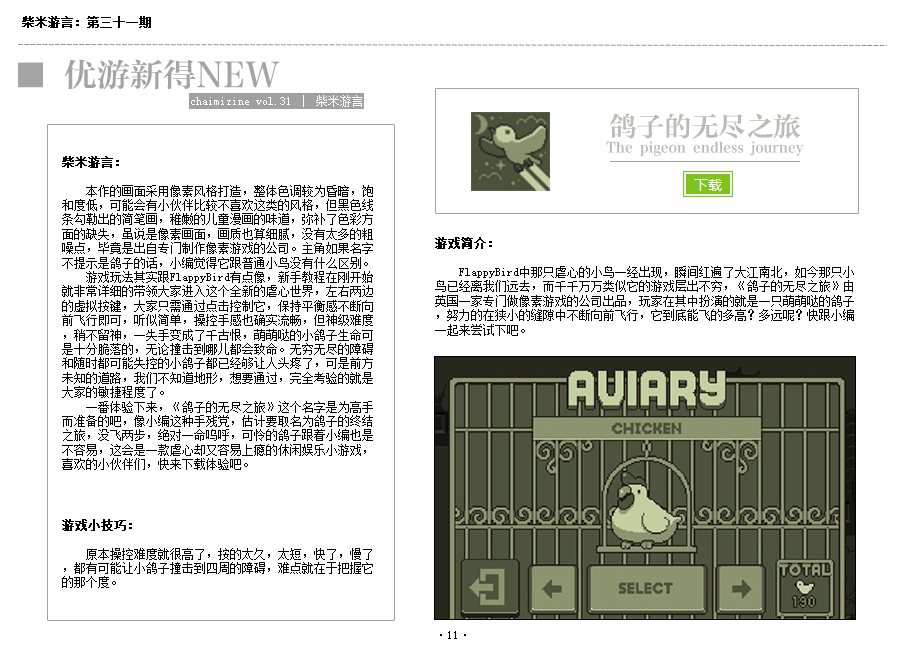 柴米游言：第三十一期
优游新得NEW
chaimizine vol.31 | 柴米游言
柴米游言：
本作的画面采用像素风格打造，整体色调较为昏暗，饱
和度低，可能会有小伙伴比较不喜欢这类的风格，但黑色线
条勾勒出的简笔画，稚嫩的儿童漫画的味道，弥补了色彩方
面的缺失，虽说是像素画面，画质也算细腻，没有太多的粗
噪点，毕竟是出自专门制作像素游戏的公司。主角如果名字
不提示是鸽子的话，小编觉得它跟普通小鸟没有什么区别。
游戏玩法其实跟FlappyBird有点像，新手教程在刚开始
就非常详细的带领大家进入这个全新的虐心世界，左右两边
的虚拟按键，大家只需通过点击控制它，保持平衡感不断向
前飞行即可，听似简单，操控手感也确实流畅，但神级难度
，稍不留神，一失手变成了千古恨，萌萌哒的小鸽子生命可
是十分脆落的，无论撞击到哪儿都会致命。无穷无尽的障碍
和随时都可能失控的小鸽子都已经够让人头疼了，可是前方
未知的道路，我们不知道地形，想要通过，完全考验的就是
大家的敏捷程度了。
一番体验下来，《鸽子的无尽之旅》这个名字是为高手
而准备的吧，像小编这种手残党，估计要取名为鸽子的终结
之旅，没飞两步，绝对一命呜呼，可怜的鸽子跟着小编也是
不容易，这会是一款虐心却又容易上瘾的休闲娱乐小游戏，
喜欢的小伙伴们，快来下载体验吧。
游戏小技巧：
原本操控难度就很高了，按的太久，太短，快了，慢了
，都有可能让小鸽子撞击到四周的障碍，难点就在于把握它
的那个度。
鸽子的无尽之旅
The pigeon endless journey
下载
游戏简介：
FlappyBird中那只虐心的小鸟一经出现，瞬间红遍了大江南北，如今那只小
鸟已经离我们远去，而千千万万类似它的游戏层出不穷，《鸽子的无尽之旅》由
英国一家专门做像素游戏的公司出品，玩家在其中扮演的就是一只萌萌哒的鸽子
，努力的在狭小的缝隙中不断向前飞行，它到底能飞的多高？多远呢？快跟小编
一起来尝试下吧。
AVIARY
CHICKEN
SELECT
TOTAL
190
·11·